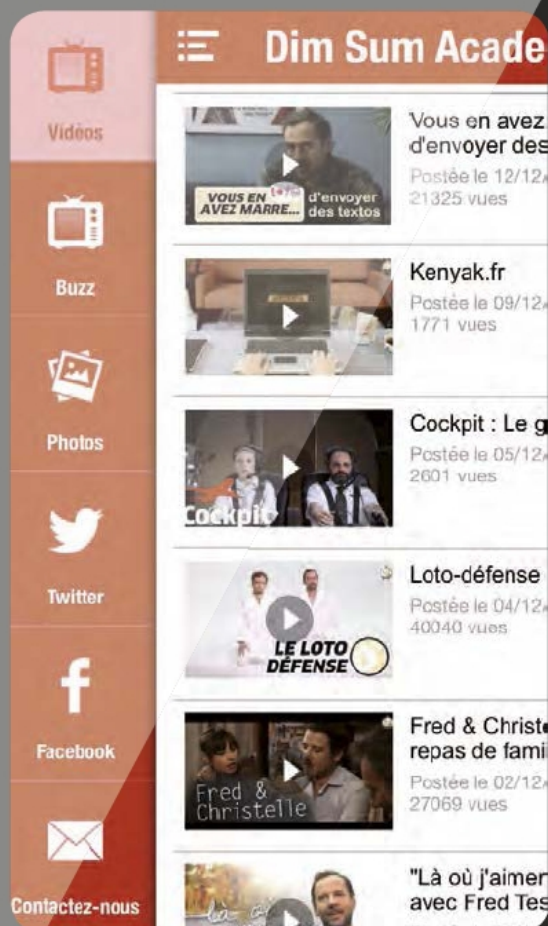 Vidéos
Buzz
Photos
Twitter
Facebook
Contactez-nous
Dim Sum Acade
VOUS EN AVEZ MARRE...
d'envoyer des textos
Vous en avez
d'envoyer des
Postée le 12/12
21325 vues
Kenyak.fr
Postée le 09/12
1771 vues
Cockpit
Cockpit : Le g
Postée le 05/12
2601 vues
LE LOTO
DÉFENSE
Loto-défense
Postée le 04/12
40040 vues
Fred &
Christelle
Fred & Christe
repas de famil
Postée le 02/12
27069 vues
Là où
"Là où j'aimer
avec Fred Tes